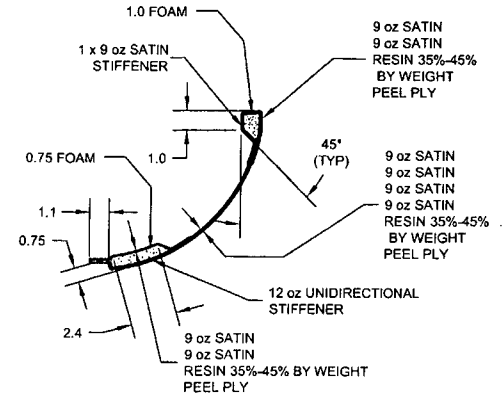 1.0 FOAM
1 x 9 oz SATIN
STIFFENER
9 oz SATIN
9 oz SATIN
RESIN 35%-45%
BY WEIGHT
PEEL PLY
0.75 FOAM
1.0
45°
(TYP)
9 oz SATIN
9 oz SATIN
9 oz SATIN
9 oz SATIN
RESIN 35%-45%
BY WEIGHT
PEEL PLY
1.1
0.75
12 oz UNIDIRECTIONAL
STIFFENER
2.4
9 oz SATIN
9 oz SATIN
RESIN 35%-45% BY WEIGHT
PEEL PLY